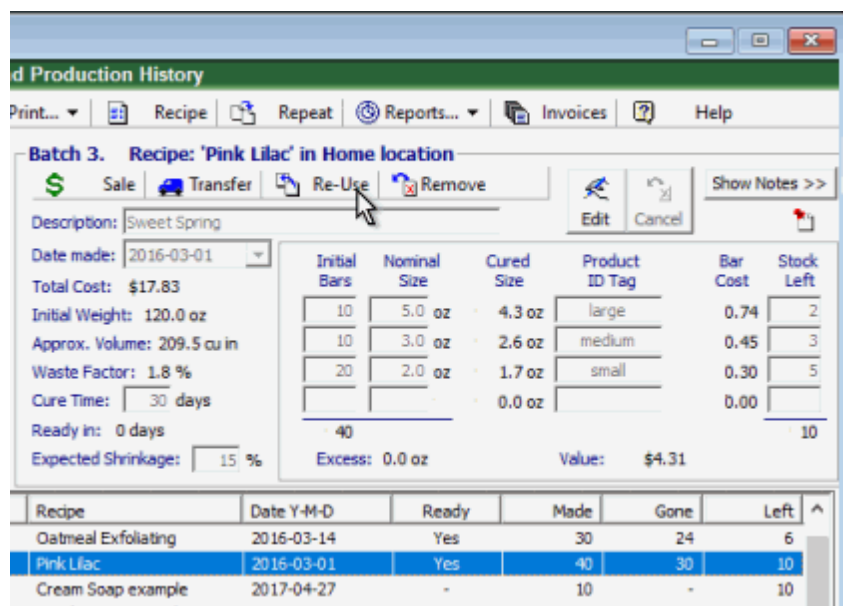 d Production History
Print... Recipe Repeat Reports... Invoices Help
Batch 3. Recipe: 'Pink Lilac' in Home location
Sale Transfer Re-Use Remove Edit Cancel Show Notes >>
Description: Sweet Spring
Date made: 2016-03-01
Total Cost: $17.83
Initial Weight: 120.0 oz
Approx. Volume: 209.5 cu in
Waste Factor: 1.8 %
Cure Time: 30 days
Ready in: 0 days
Expected Shrinkage: 15 %
Initial Nominal Cured Product Bar Stock
Bars Size Size ID Tag Cost Left
10 5.0 oz 4.3 oz large 0.74 2
10 3.0 oz 2.6 oz medium 0.45 3
20 2.0 oz 1.7 oz small 0.30 5
0.0 oz 0.00
40 10
Excess: 0.0 oz Value: $4.31
Recipe Date Y-M-D Ready Made Gone Left
Oatmeal Exfoliating 2016-03-14 Yes 30 24 6
Pink Lilac 2016-03-01 Yes 40 30 10
Cream Soap example 2017-04-27 - 10 - 10